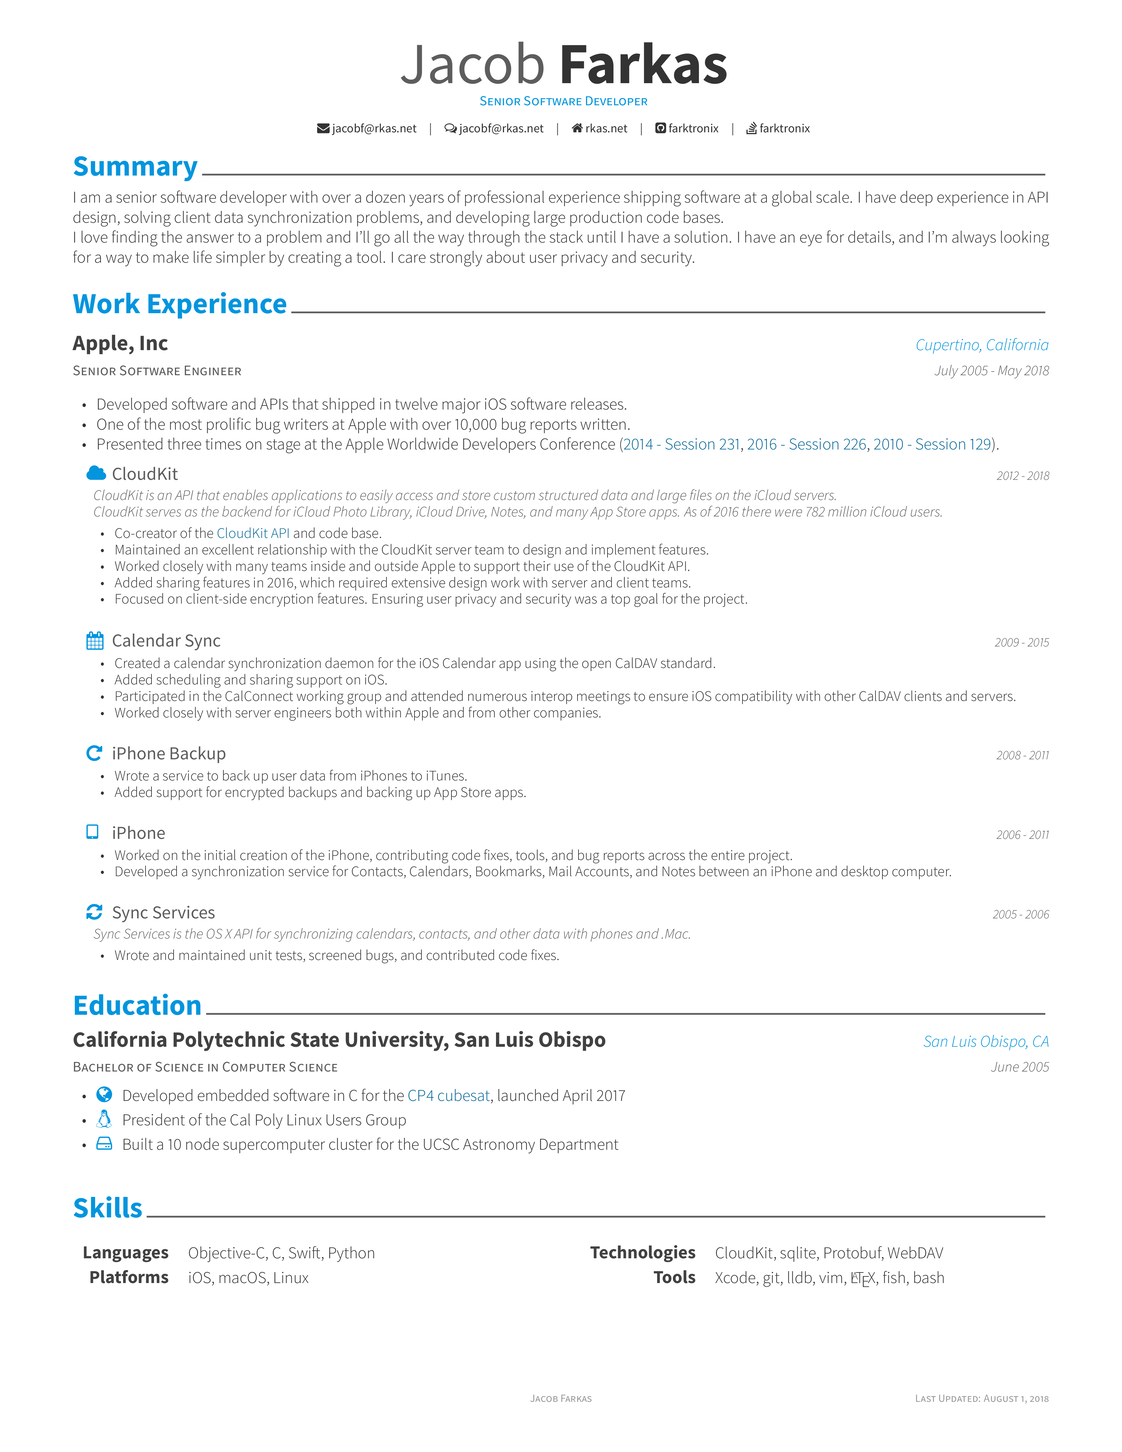 Jacob Farkas
Senior Software Developer
jacobf@rkas.net | jacobf@rkas.net | rkas.net | farktronix | farktronix
Summary
I am a senior software developer with over a dozen years of professional experience shipping software at a global scale. I have deep experience in API
design, solving client data synchronization problems, and developing large production code bases.
I love finding the answer to a problem and I'll go all the way through the stack until I have a solution. I have an eye for details, and I'm always looking
for a way to make life simpler by creating a tool. I care strongly about user privacy and security.
Work Experience
Apple, Inc Cupertino, California
Senior Software Engineer July 2005 - May 2018
• Developed software and APIs that shipped in twelve major iOS software releases.
• One of the most prolific bug writers at Apple with over 10,000 bug reports written.
• Presented three times on stage at the Apple Worldwide Developers Conference (2014 - Session 231, 2016 - Session 226, 2010 - Session 129).
CloudKit 2012 - 2018
CloudKit is an API that enables applications to easily access and store custom structured data and large files on the iCloud servers.
CloudKit serves as the backend for iCloud Photo Library, iCloud Drive, Notes, and many App Store apps. As of 2016 there were 782 million iCloud users.
• Co-creator of the CloudKit API and code base.
• Maintained an excellent relationship with the CloudKit server team to design and implement features.
• Worked closely with many teams inside and outside Apple to support their use of the CloudKit API.
• Added sharing features in 2016, which required extensive design work with server and client teams.
• Focused on client-side encryption features. Ensuring user privacy and security was a top goal for the project.
Calendar Sync 2009 - 2015
• Created a calendar synchronization daemon for the iOS Calendar app using the open CalDAV standard.
• Added scheduling and sharing support on iOS.
• Participated in the CalConnect working group and attended numerous interop meetings to ensure iOS compatibility with other CalDAV clients and servers.
• Worked closely with server engineers both within Apple and from other companies.
iPhone Backup 2008 - 2011
• Wrote a service to back up user data from iPhones to iTunes.
• Added support for encrypted backups and backing up App Store apps.
iPhone 2006 - 2011
• Worked on the initial creation of the iPhone, contributing code fixes, tools, and bug reports across the entire project.
• Developed a synchronization service for Contacts, Calendars, Bookmarks, Mail Accounts, and Notes between an iPhone and desktop computer.
Sync Services 2005 - 2006
Sync Services is the OS X API for synchronizing calendars, contacts, and other data with phones and .Mac.
• Wrote and maintained unit tests, screened bugs, and contributed code fixes.
Education
California Polytechnic State University, San Luis Obispo San Luis Obispo, CA
Bachelor of Science in Computer Science June 2005
• Developed embedded software in C for the CP4 cubesat, launched April 2017
• President of the Cal Poly Linux Users Group
• Built a 10 node supercomputer cluster for the UCSC Astronomy Department
Skills
Languages Objective-C, C, Swift, Python Technologies CloudKit, sqlite, Protobuf, WebDAV
Platforms iOS, macOS, Linux Tools Xcode, git, lldb, vim, LATEX, fish, bash
Jacob Farkas Last Updated: August 1, 2018